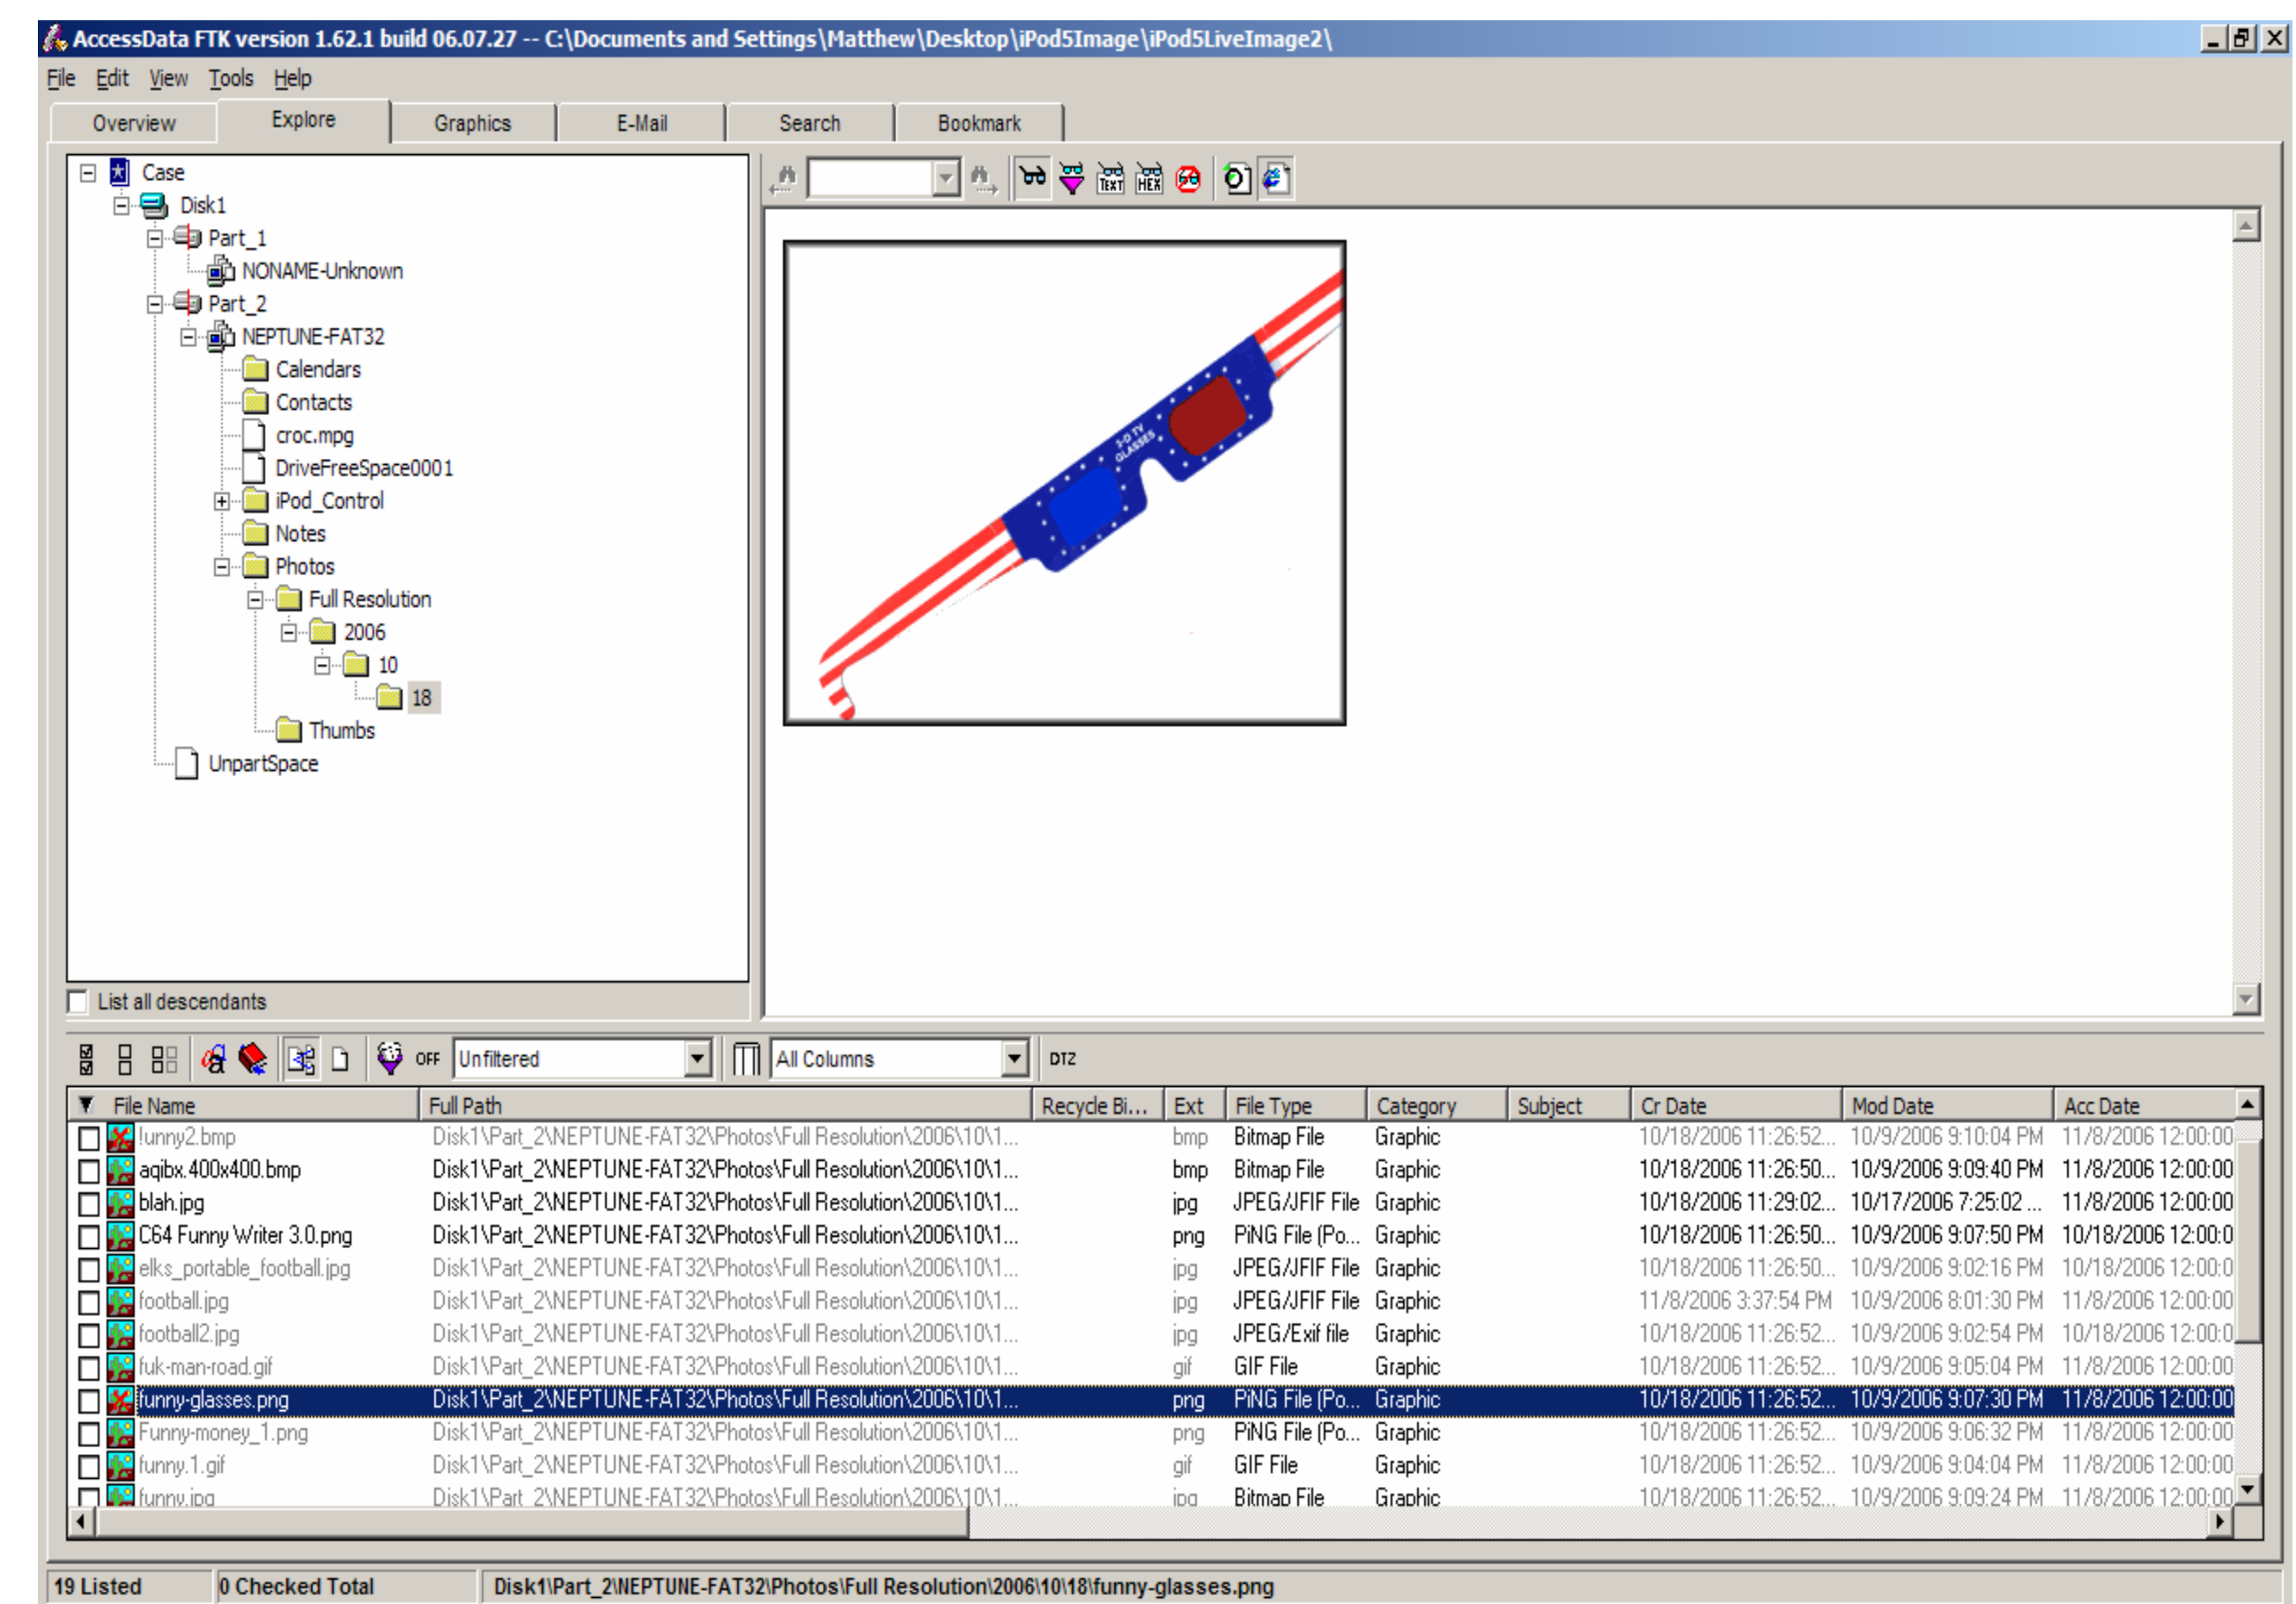 AccessData FTK version 1.62.1 build 06.07.27 -- C:\Documents and Settings\Matthew\Desktop\iPod5Image\iPod5LiveImage2\
File Edit View Tools Help
Overview Explore Graphics E-Mail Search Bookmark
Case
Disk1
Part_1
NONAME-Unknown
Part_2
NEPTUNE-FAT32
Calendars
Contacts
croc.mpg
DriveFreeSpace0001
iPod_Control
Notes
Photos
Full Resolution
2006
10
18
Thumbs
UnpartSpace
List all descendants
TEXT HEX
3-D TV
GLASSES
OFF Unfiltered All Columns DTZ
File Name Full Path Recycle Bi... Ext File Type Category Subject Cr Date Mod Date Acc Date
!unny2.bmp Disk1\Part_2\NEPTUNE-FAT32\Photos\Full Resolution\2006\10\1... bmp Bitmap File Graphic 10/18/2006 11:26:52... 10/9/2006 9:10:04 PM 11/8/2006 12:00:00
aqibx.400x400.bmp Disk1\Part_2\NEPTUNE-FAT32\Photos\Full Resolution\2006\10\1... bmp Bitmap File Graphic 10/18/2006 11:26:50... 10/9/2006 9:09:40 PM 11/8/2006 12:00:00
blah.jpg Disk1\Part_2\NEPTUNE-FAT32\Photos\Full Resolution\2006\10\1... jpg JPEG/JFIF File Graphic 10/18/2006 11:29:02... 10/17/2006 7:25:02 ... 11/8/2006 12:00:00
C64 Funny Writer 3.0.png Disk1\Part_2\NEPTUNE-FAT32\Photos\Full Resolution\2006\10\1... png PiNG File (Po... Graphic 10/18/2006 11:26:50... 10/9/2006 9:07:50 PM 10/18/2006 12:00:0
elks_portable_football.jpg Disk1\Part_2\NEPTUNE-FAT32\Photos\Full Resolution\2006\10\1... jpg JPEG/JFIF File Graphic 10/18/2006 11:26:50... 10/9/2006 9:02:16 PM 10/18/2006 12:00:0
football.jpg Disk1\Part_2\NEPTUNE-FAT32\Photos\Full Resolution\2006\10\1... jpg JPEG/JFIF File Graphic 11/8/2006 3:37:54 PM 10/9/2006 8:01:30 PM 11/8/2006 12:00:00
football2.jpg Disk1\Part_2\NEPTUNE-FAT32\Photos\Full Resolution\2006\10\1... jpg JPEG/Exif file Graphic 10/18/2006 11:26:52... 10/9/2006 9:02:54 PM 10/18/2006 12:00:0
fuk-man-road.gif Disk1\Part_2\NEPTUNE-FAT32\Photos\Full Resolution\2006\10\1... gif GIF File Graphic 10/18/2006 11:26:52... 10/9/2006 9:05:04 PM 11/8/2006 12:00:00
funny-glasses.png Disk1\Part_2\NEPTUNE-FAT32\Photos\Full Resolution\2006\10\1... png PiNG File (Po... Graphic 10/18/2006 11:26:52... 10/9/2006 9:07:30 PM 11/8/2006 12:00:00
Funny-money_1.png Disk1\Part_2\NEPTUNE-FAT32\Photos\Full Resolution\2006\10\1... png PiNG File (Po... Graphic 10/18/2006 11:26:52... 10/9/2006 9:06:32 PM 11/8/2006 12:00:00
funny.1.gif Disk1\Part_2\NEPTUNE-FAT32\Photos\Full Resolution\2006\10\1... gif GIF File Graphic 10/18/2006 11:26:52... 10/9/2006 9:04:04 PM 11/8/2006 12:00:00
funny.jpg Disk1\Part_2\NEPTUNE-FAT32\Photos\Full Resolution\2006\10\1... jpg Bitmap File Graphic 10/18/2006 11:26:52... 10/9/2006 9:09:24 PM 11/8/2006 12:00:00
19 Listed 0 Checked Total Disk1\Part_2\NEPTUNE-FAT32\Photos\Full Resolution\2006\10\18\funny-glasses.png